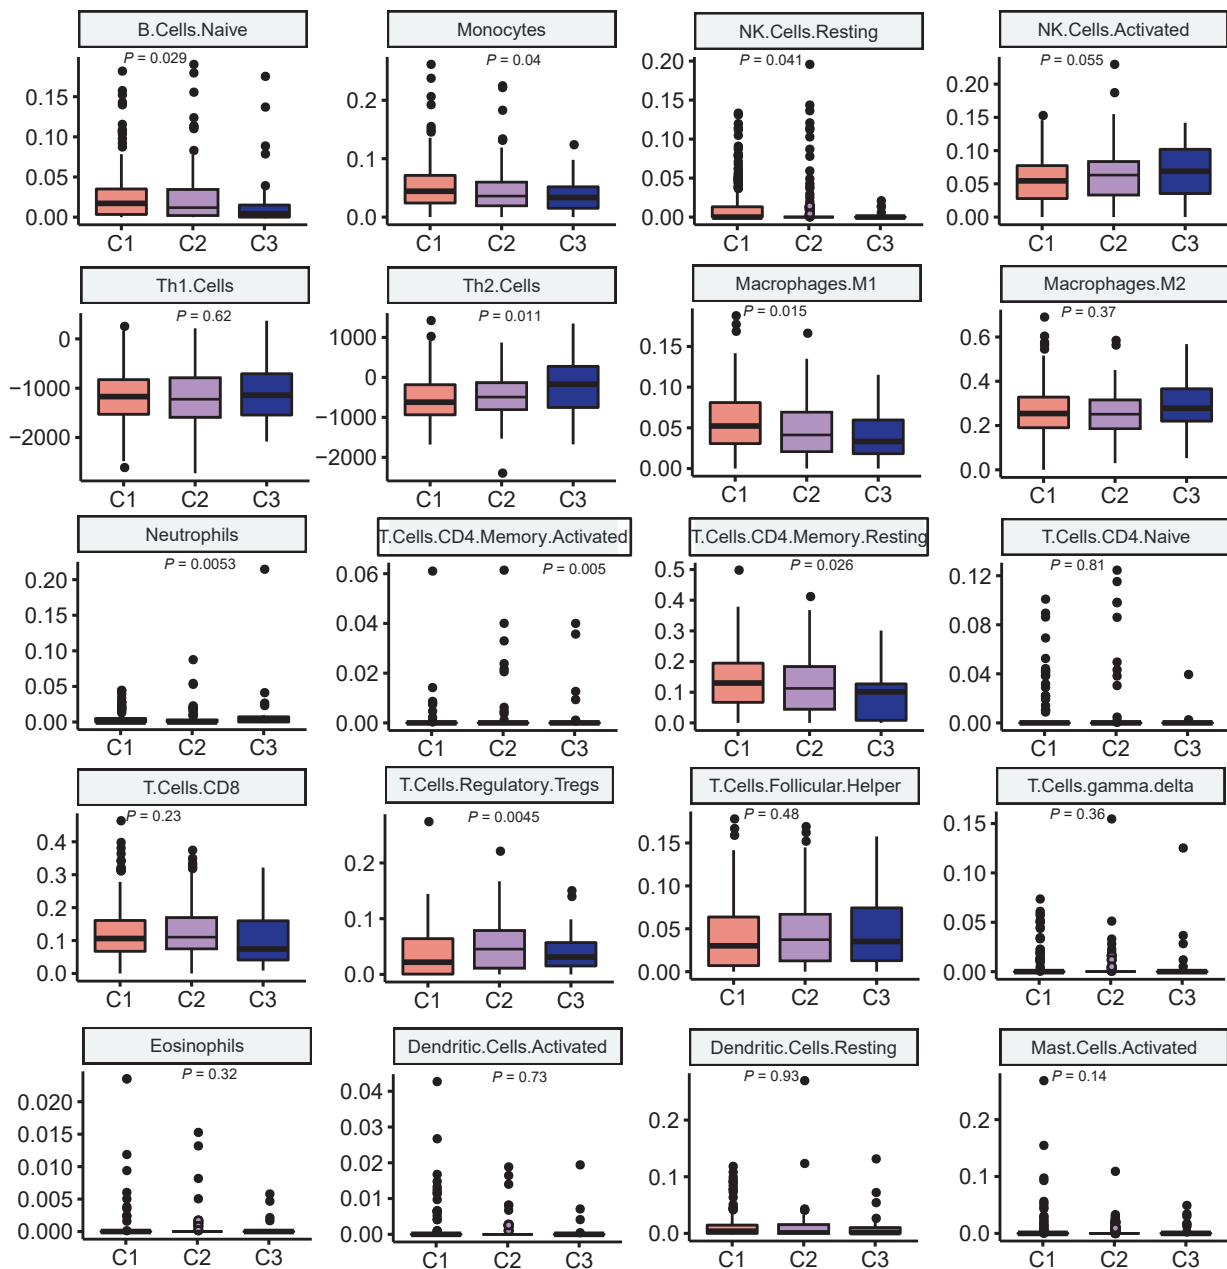 B.Cells.Naive
P = 0.029
0.15
0.10
0.05
0.00
C1 C2 C3
Monocytes
P = 0.04
0.2
0.1
0.0
C1 C2 C3
NK.Cells.Resting
P = 0.041
0.20
0.15
0.10
0.05
0.00
C1 C2 C3
NK.Cells.Activated
P = 0.055
0.20
0.15
0.10
0.05
0.00
C1 C2 C3
Th1.Cells
P = 0.62
0
−1000
−2000
C1 C2 C3
Th2.Cells
P = 0.011
1000
0
−1000
−2000
C1 C2 C3
Macrophages.M1
P = 0.015
0.15
0.10
0.05
0.00
C1 C2 C3
Macrophages.M2
P = 0.37
0.6
0.4
0.2
0.0
C1 C2 C3
Neutrophils
P = 0.0053
0.20
0.15
0.10
0.05
0.00
C1 C2 C3
T.Cells.CD4.Memory.Activated
P = 0.005
0.06
0.04
0.02
0.00
C1 C2 C3
T.Cells.CD4.Memory.Resting
P = 0.026
0.5
0.4
0.3
0.2
0.1
0.0
C1 C2 C3
T.Cells.CD4.Naive
P = 0.81
0.12
0.08
0.04
0.00
C1 C2 C3
T.Cells.CD8
P = 0.23
0.4
0.3
0.2
0.1
0.0
C1 C2 C3
T.Cells.Regulatory.Tregs
P = 0.0045
0.2
0.1
0.0
C1 C2 C3
T.Cells.Follicular.Helper
P = 0.48
0.15
0.10
0.05
0.00
C1 C2 C3
T.Cells.gamma.delta
P = 0.36
0.15
0.10
0.05
0.00
C1 C2 C3
Eosinophils
P = 0.32
0.020
0.015
0.010
0.005
0.000
C1 C2 C3
Dendritic.Cells.Activated
P = 0.73
0.04
0.03
0.02
0.01
0.00
C1 C2 C3
Dendritic.Cells.Resting
P = 0.93
0.2
0.1
0.0
C1 C2 C3
Mast.Cells.Activated
P = 0.14
0.2
0.1
0.0
C1 C2 C3